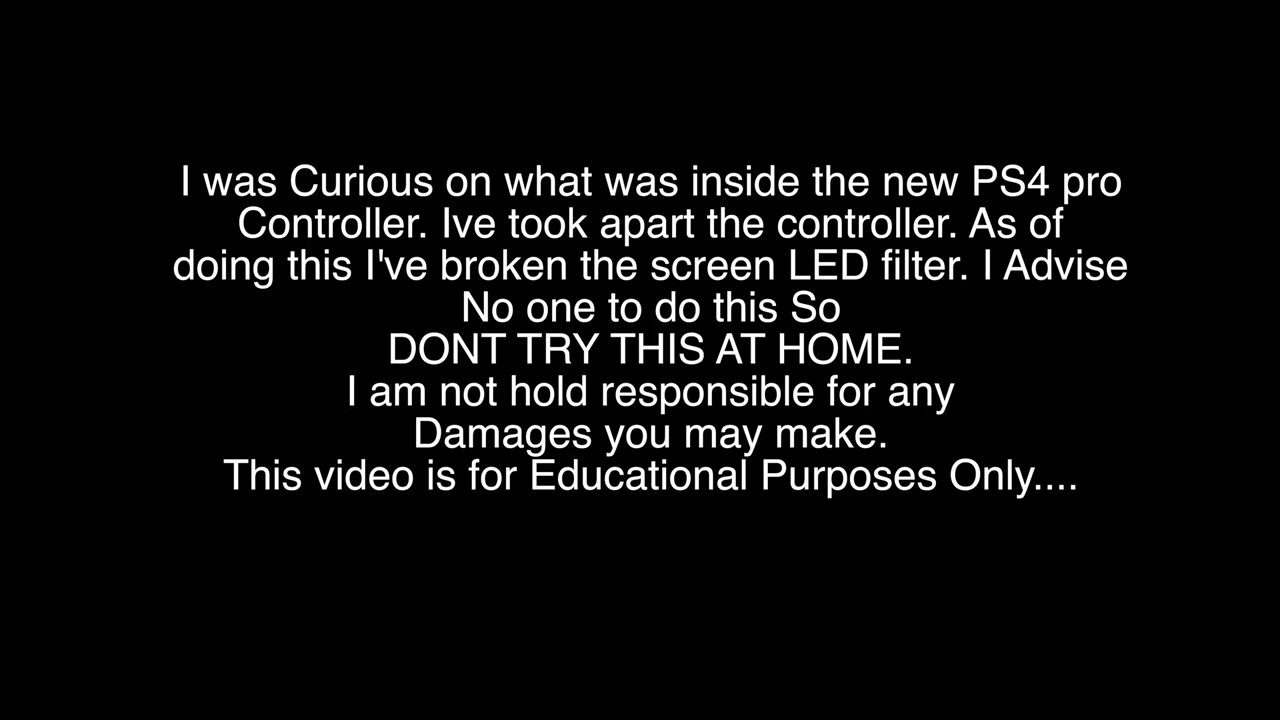 I was Curious on what was inside the new PS4 pro
Controller. Ive took apart the controller. As of
doing this I've broken the screen LED filter. I Advise
No one to do this So
DONT TRY THIS AT HOME.
I am not hold responsible for any
Damages you may make.
This video is for Educational Purposes Only....